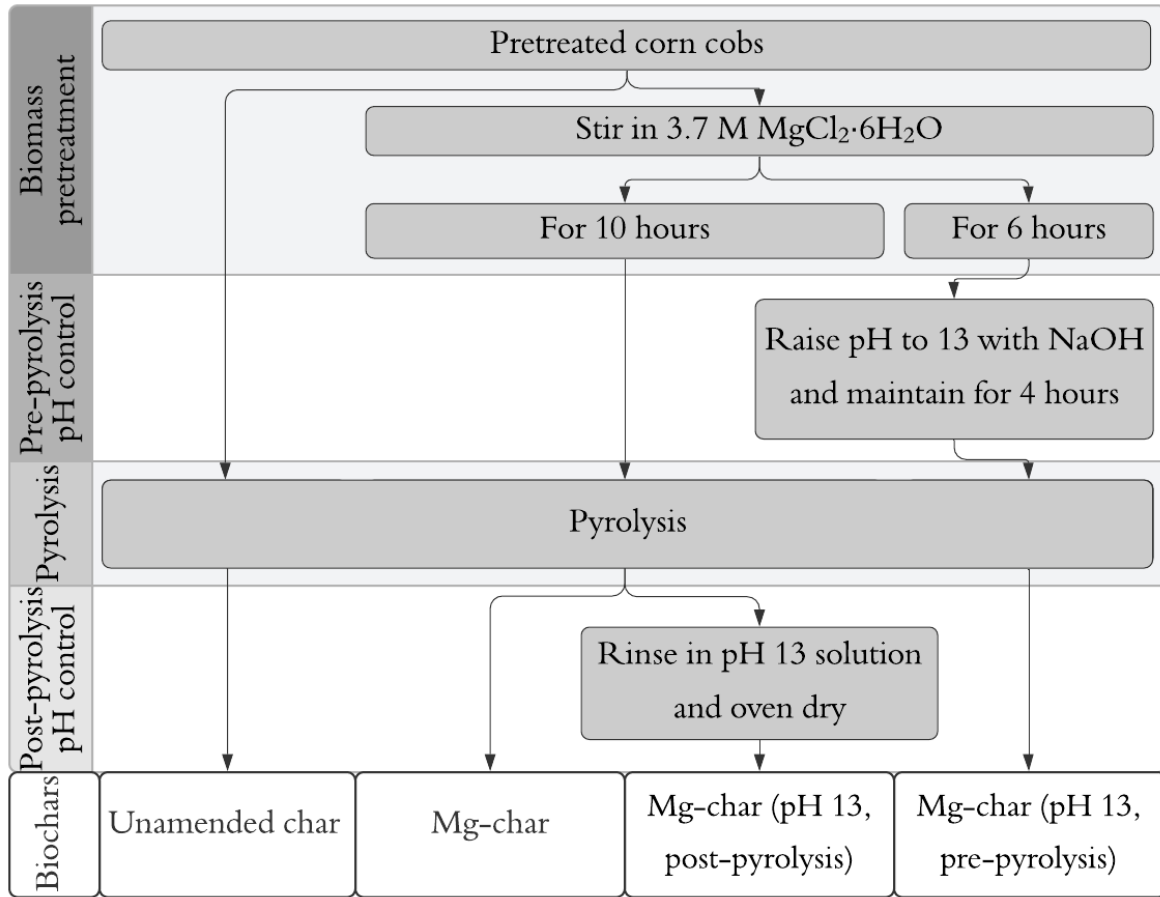 Biomass
pretreatment
Pretreated corn cobs
Stir in 3.7 M MgCl₂·6H₂O
For 10 hours
For 6 hours
Pre-pyrolysis
pH control
Raise pH to 13 with NaOH
and maintain for 4 hours
Pyrolysis
Pyrolysis
Post-pyrolysis
pH control
Rinse in pH 13 solution
and oven dry
Biochars
Unamended char
Mg-char
Mg-char (pH 13,
post-pyrolysis)
Mg-char (pH 13,
pre-pyrolysis)